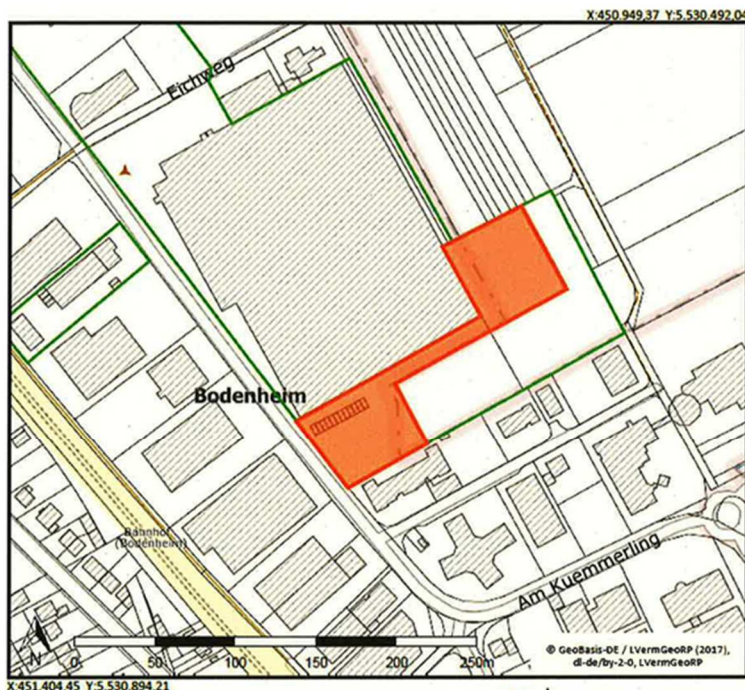 X:450.949,37 Y:5.530.492,04
Eichweg
Bodenheim
Bahnhof
(Bodenheim)
Am Kuemmerling
N
0 50 100 150 200 250m
© GeoBasis-DE / LVermGeoRP (2017),
dl-de/by-2-0, LVermGeoRP
X:451.404,45 Y:5.530.894,21